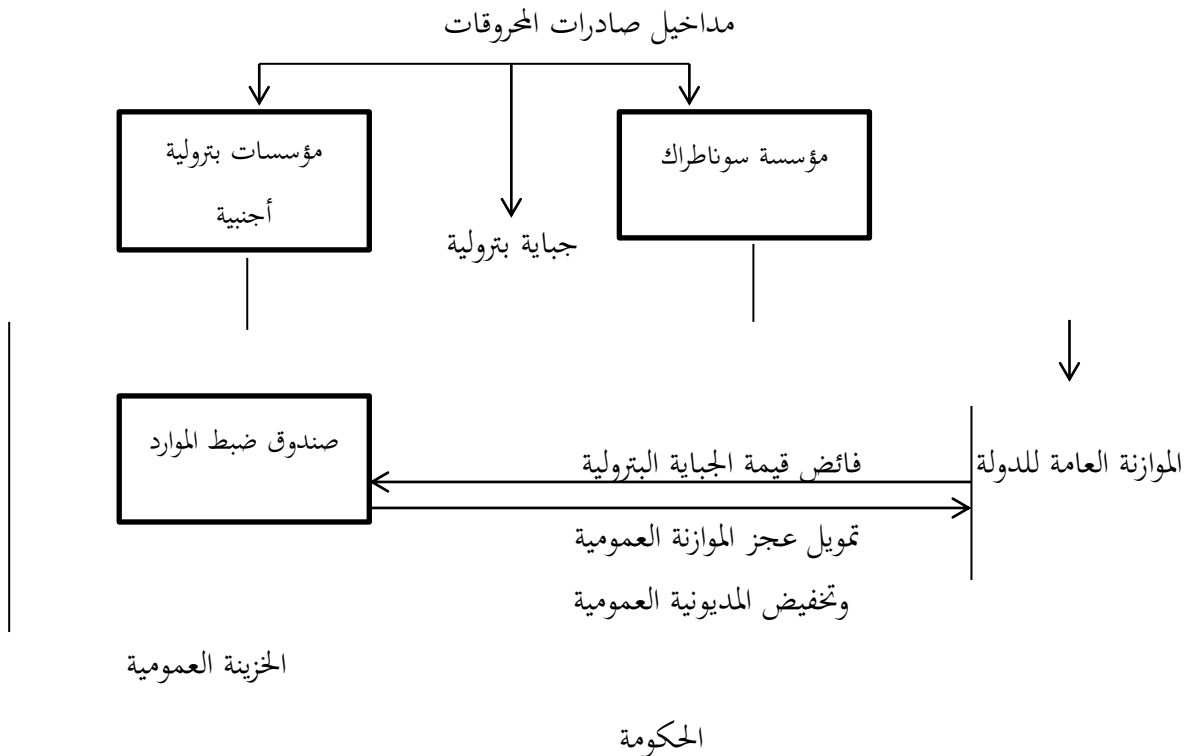 مداخيل صادرات المحروقات
مؤسسة سوناطراك
مؤسسات بترولية
أجنبية
جباية بترولية
صندوق ضبط الموارد
فائض قيمة الجباية البترولية
الموازنة العامة للدولة
تمويل عجز الموازنة العمومية
وتخفيض المديونية العمومية
الخزينة العمومية
الحكومة